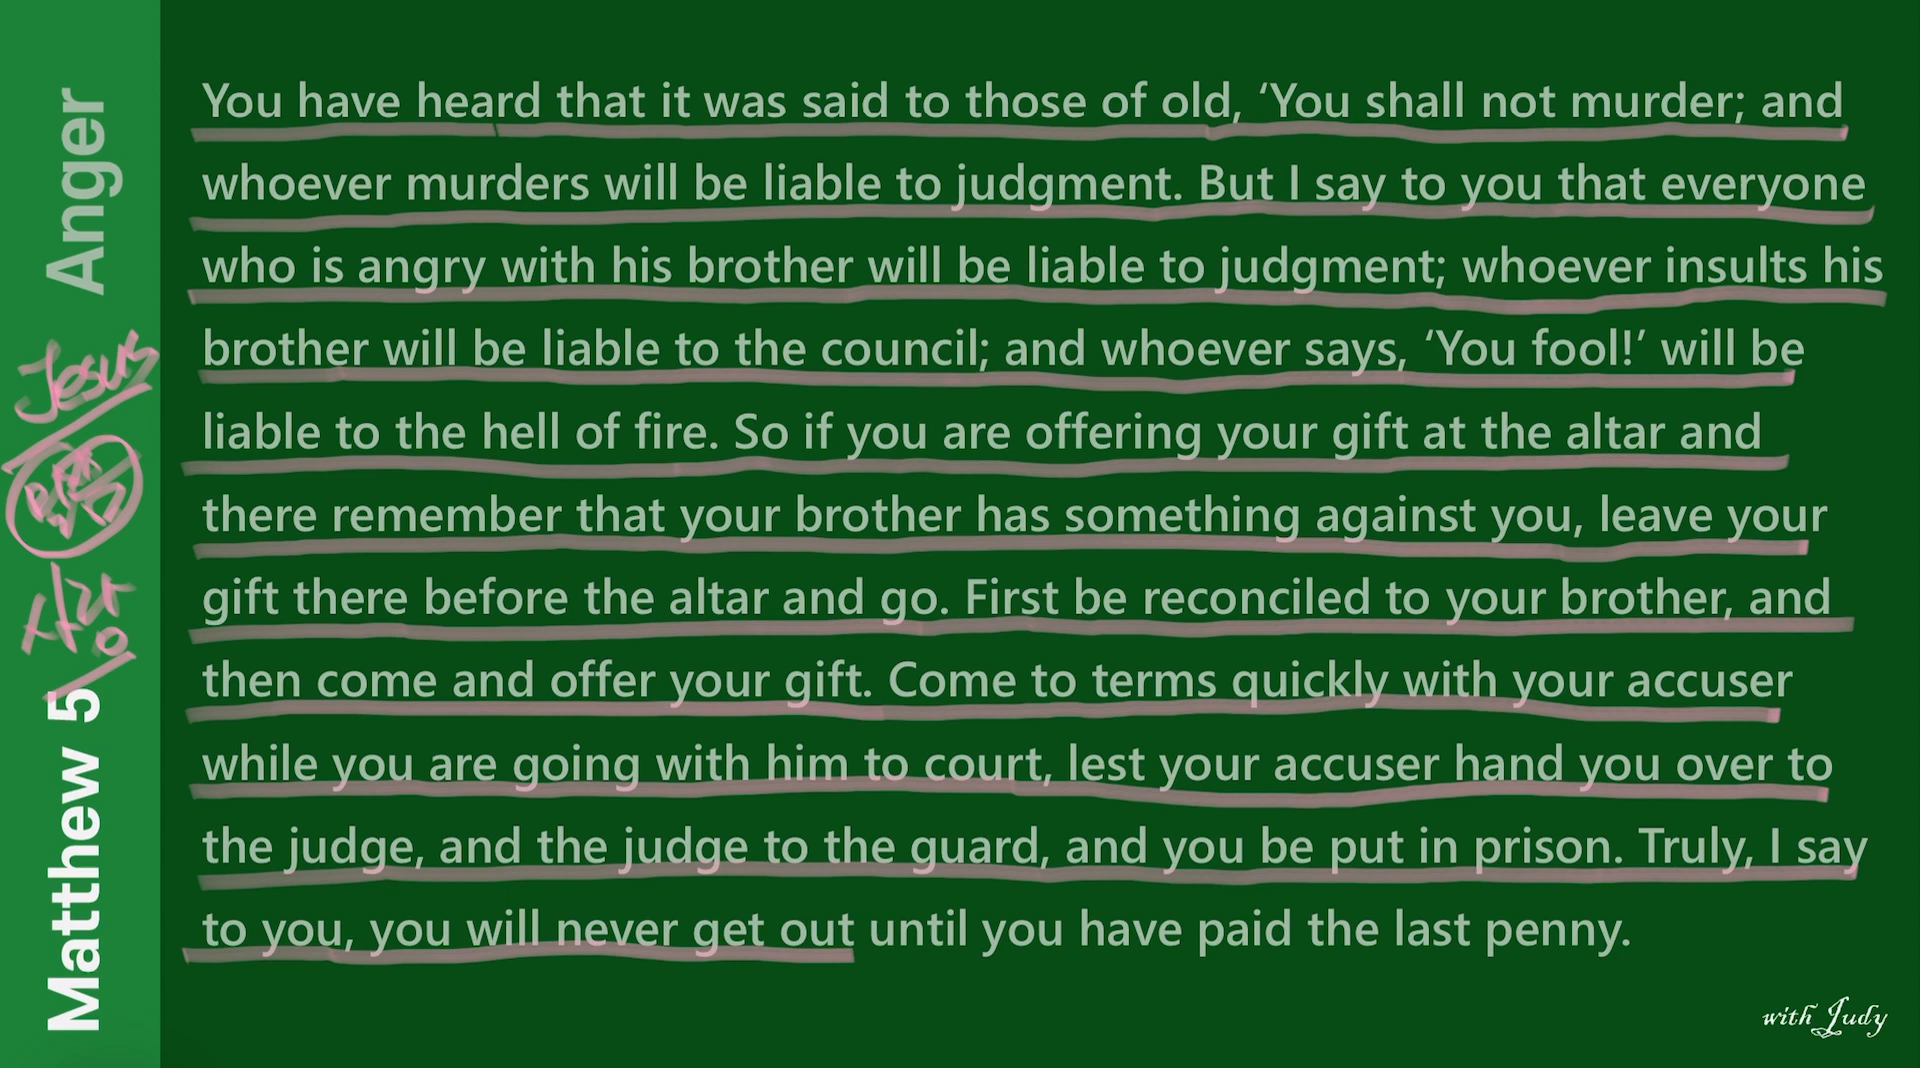 Matthew 5 Anger
Jesus
사랑
You have heard that it was said to those of old, ‘You shall not murder; and
whoever murders will be liable to judgment. But I say to you that everyone
who is angry with his brother will be liable to judgment; whoever insults his
brother will be liable to the council; and whoever says, ‘You fool!’ will be
liable to the hell of fire. So if you are offering your gift at the altar and
there remember that your brother has something against you, leave your
gift there before the altar and go. First be reconciled to your brother, and
then come and offer your gift. Come to terms quickly with your accuser
while you are going with him to court, lest your accuser hand you over to
the judge, and the judge to the guard, and you be put in prison. Truly, I say
to you, you will never get out until you have paid the last penny.
with Judy